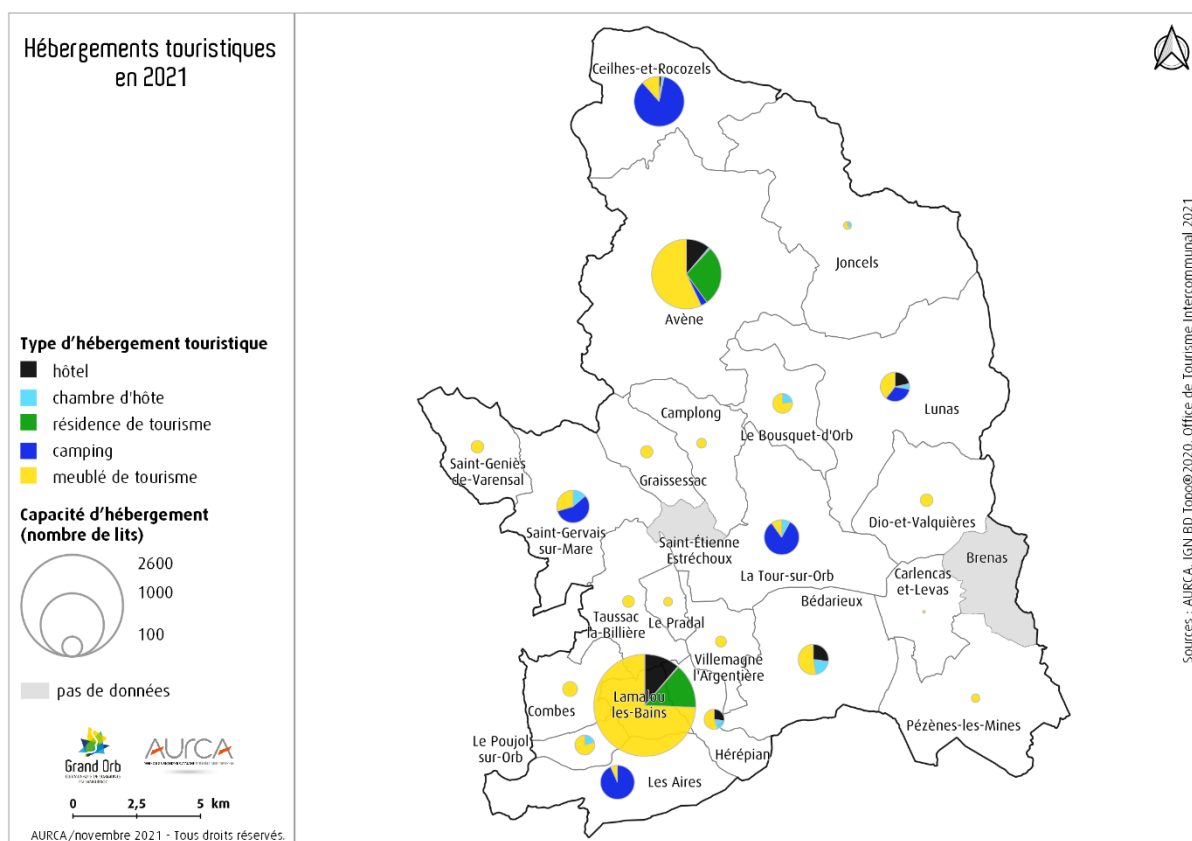 Hébergements touristiques
en 2021
Type d'hébergement touristique
hôtel
chambre d'hôte
résidence de tourisme
camping
meublé de tourisme
Capacité d'hébergement
(nombre de lits)
2600
1000
100
pas de données
Grand Orb
AURCA
0 2,5 5 km
AURCA/novembre 2021 - Tous droits réservés.
Ceilhes-et-Rocozels
Joncels
Avène
Lunas
Camplong
Le Bousquet-d'Orb
Saint-Geniès
de-Varensal
Graissessac
Dio-et-Valquières
Saint-Gervais
sur-Mare
Saint-Étienne
Estréchoux
La Tour-sur-Orb
Brenas
Carlencas
et-Levas
Taussac
la-Billière
Le Pradal
Bédarieux
Villemagne
l'Argentière
Lamalou
les-Bains
Combes
Pézènes-les-Mines
Le Poujol
sur-Orb
Hérépian
Les Aires
Sources : AURCA, IGN BD Topo®2020, Office de Tourisme Intercommunal 2021